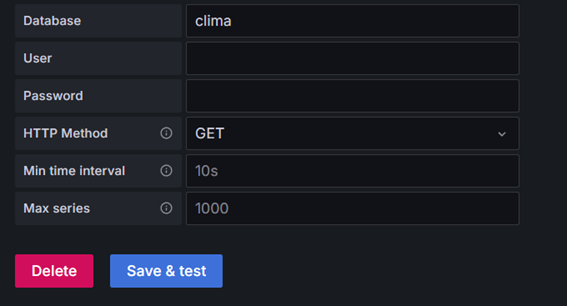 Database clima
User
Password
HTTP Method GET
Min time interval 10s
Max series 1000
Delete Save & test